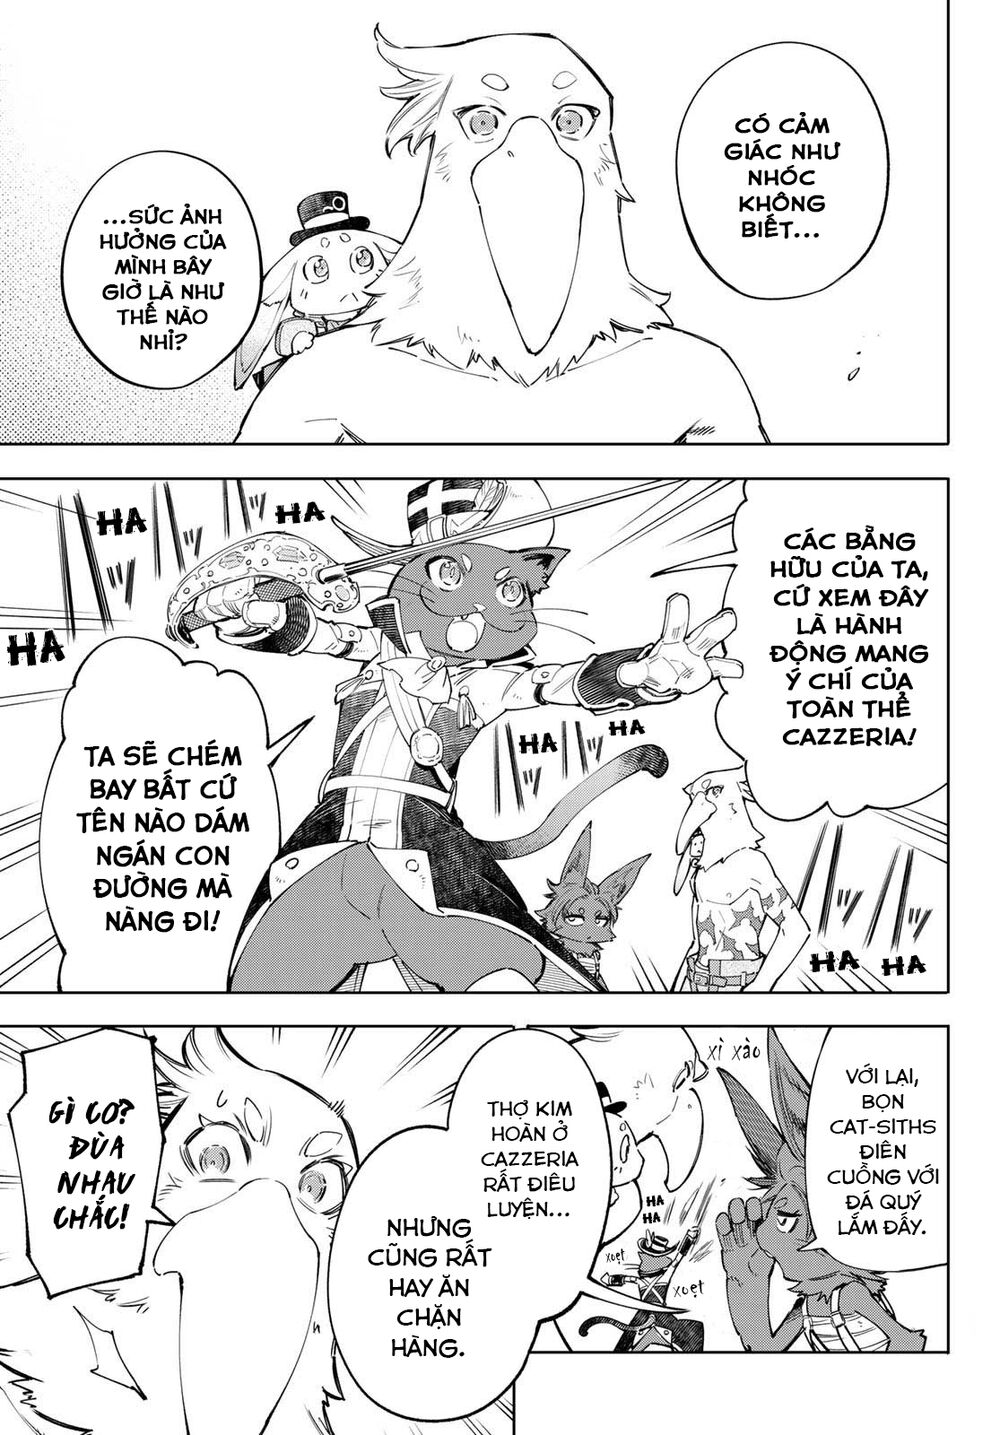 CÓ CẢM
GIÁC NHƯ
NHÓC
KHÔNG
BIẾT...
...SỨC ẢNH
HƯỞNG CỦA
MÌNH BÂY
GIỜ LÀ NHƯ
THẾ NÀO
NHỈ?
HA
HA
HA
CÁC BẰNG
HỮU CỦA TA,
CỨ XEM ĐÂY
LÀ HÀNH
ĐỘNG MANG
Ý CHÍ CỦA
TOÀN THỂ
CAZZERIA!
HA
HA
TA SẼ CHÉM
BAY BẤT CỨ
TÊN NÀO DÁM
NGÁN CON
ĐƯỜNG MÀ
NÀNG ĐI!
HA
HA
VỚI LẠI,
BỌN
CAT-SITHS
ĐIÊN
CUỒNG VỚI
ĐÁ QUÝ
LẮM ĐẤY.
xì xào
HA
HA
xoẹt
xoẹt
THỢ KIM
HOÀN Ở
CAZZERIA
RẤT ĐIÊU
LUYỆN...
NHƯNG
CŨNG RẤT
HAY ĂN
CHẶN
HÀNG.
GÌ CƠ?
ĐÙA
NHAU
CHẮC!